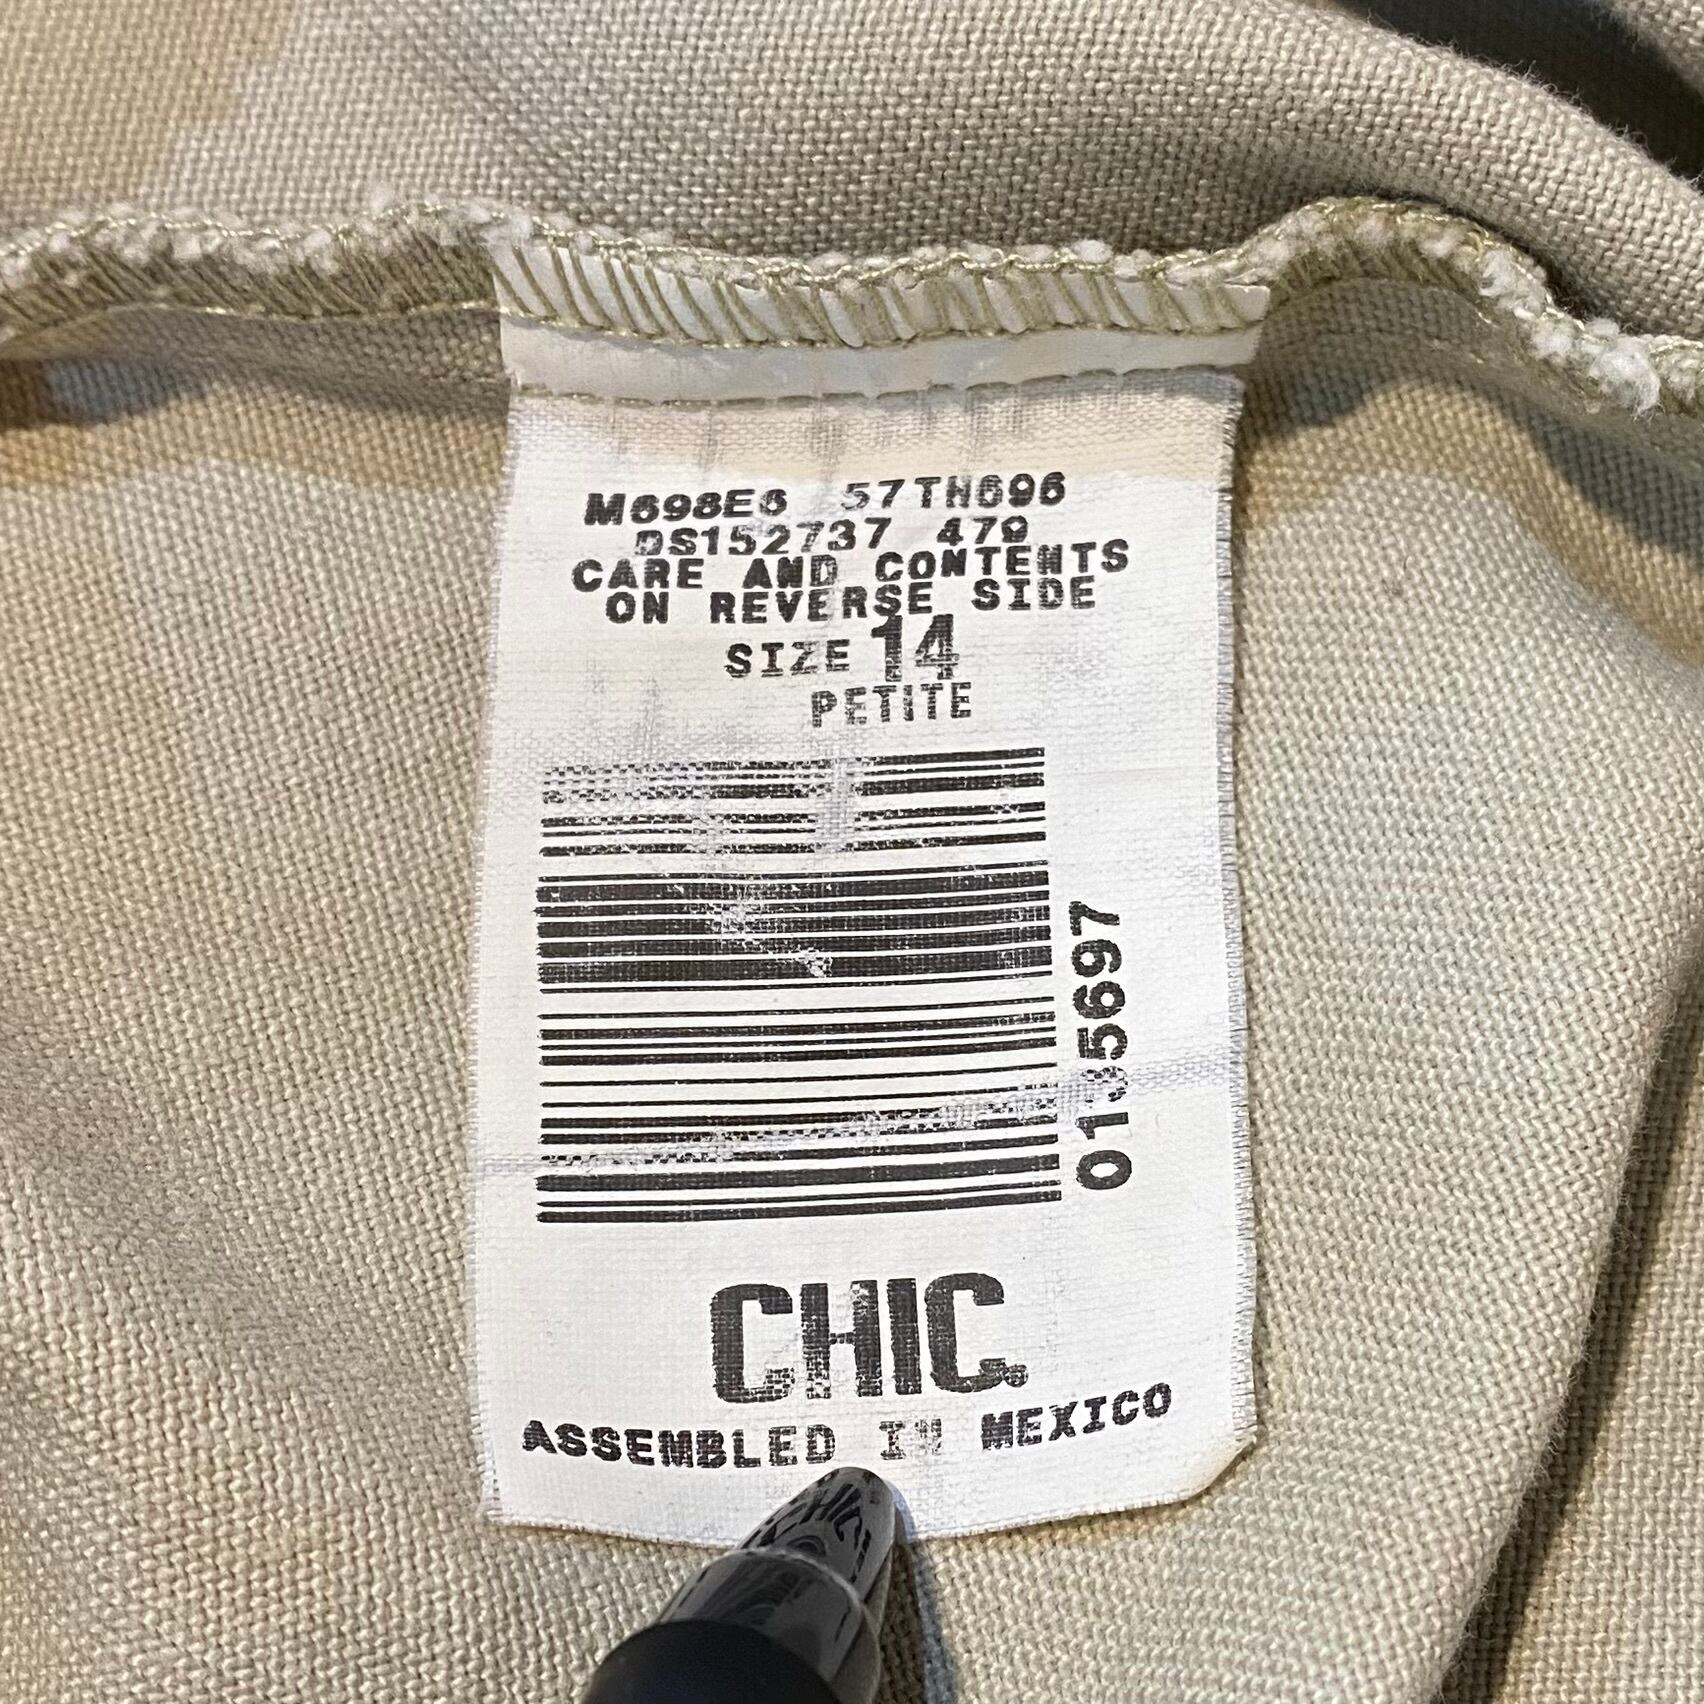 M698E6 57TH696
DS152737 479
CARE AND CONTENTS
ON REVERSE SIDE
SIZE 14
PETITE
0135697
CHIC®
ASSEMBLED IN MEXICO